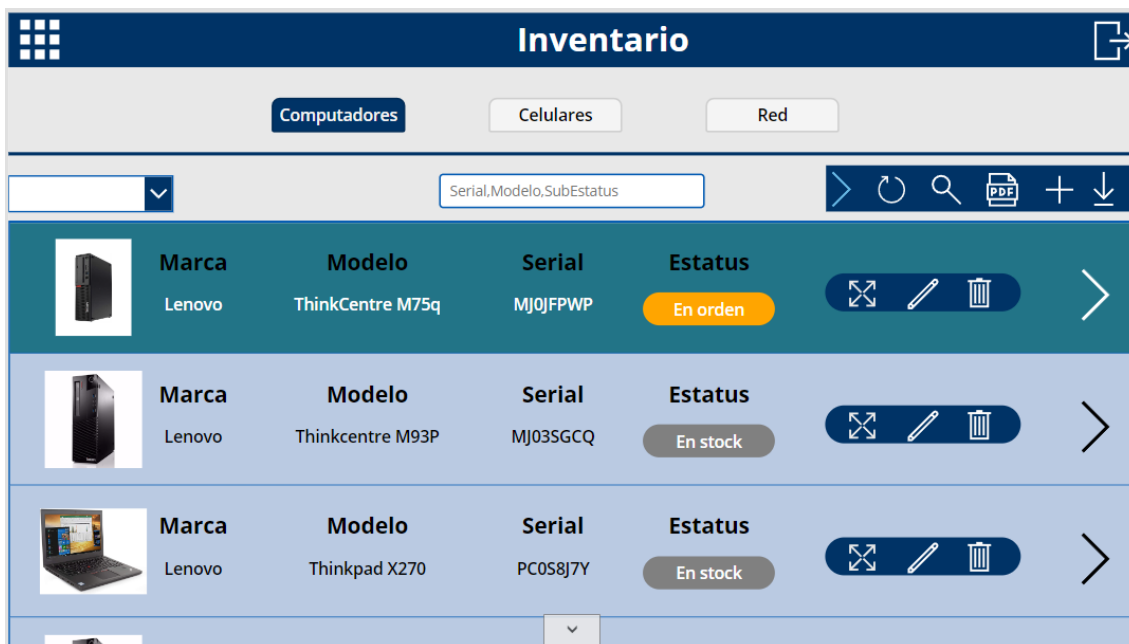 Inventario
Computadores Celulares Red
Serial,Modelo,SubEstatus
PDF
Marca Modelo Serial Estatus
Lenovo ThinkCentre M75q MJ0JFPWP En orden
Marca Modelo Serial Estatus
Lenovo Thinkcentre M93P MJ03SGCQ En stock
Marca Modelo Serial Estatus
Lenovo Thinkpad X270 PC0S8J7Y En stock